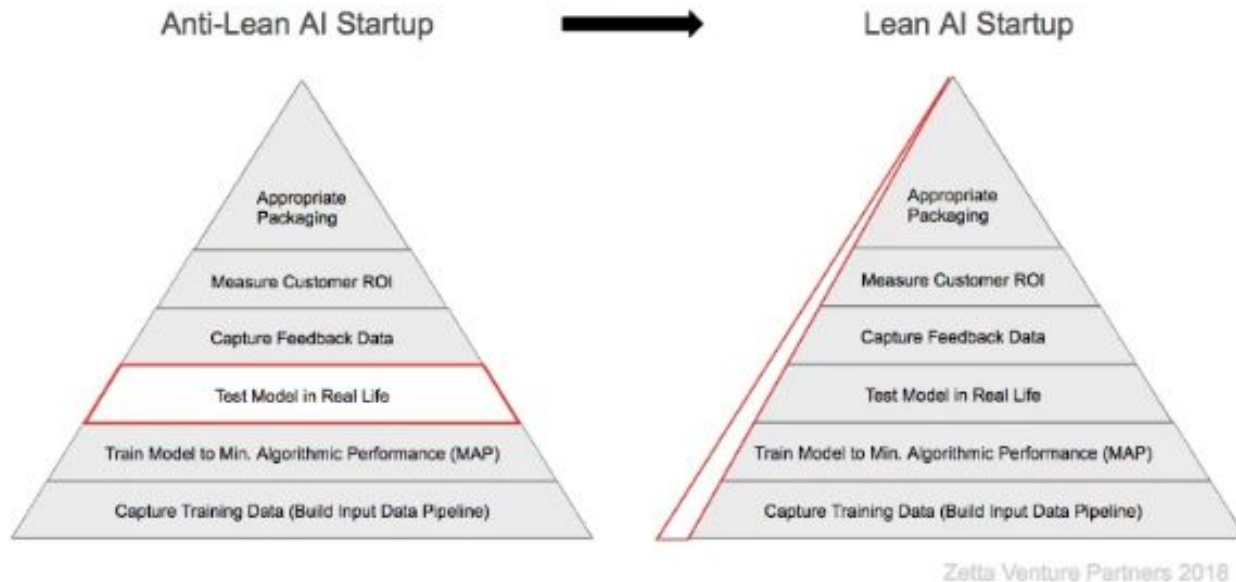 Anti-Lean AI Startup
Lean AI Startup
Appropriate
Packaging
Measure Customer ROI
Capture Feedback Data
Test Model in Real Life
Train Model to Min. Algorithmic Performance (MAP)
Capture Training Data (Build Input Data Pipeline)
Appropriate
Packaging
Measure Customer ROI
Capture Feedback Data
Test Model in Real Life
Train Model to Min. Algorithmic Performance (MAP)
Capture Training Data (Build Input Data Pipeline)
Zetta Venture Partners 2018